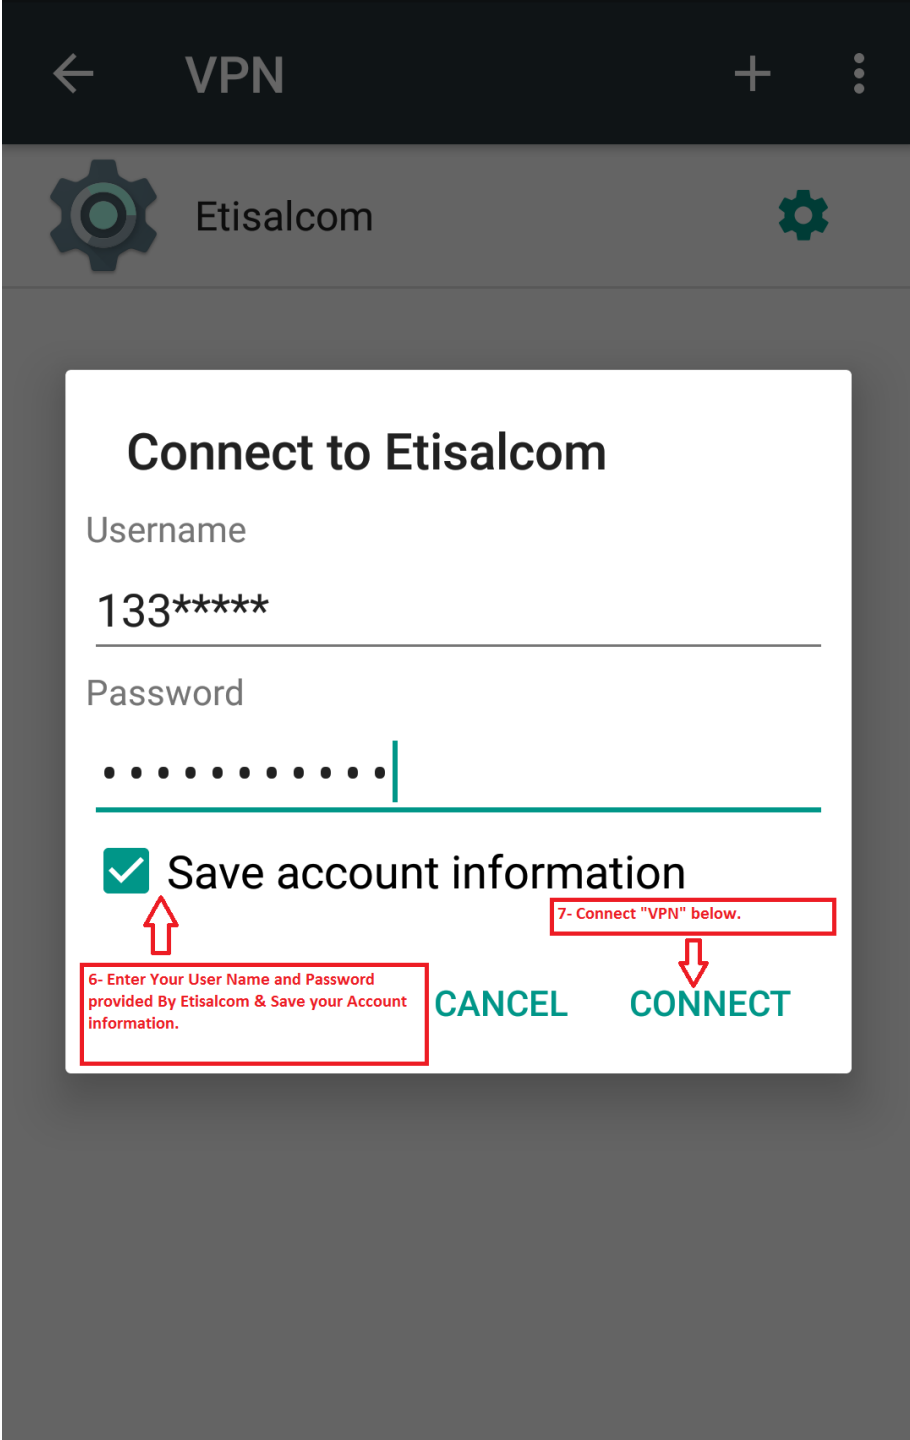 VPN
Etisalcom
Connect to Etisalcom
Username
133*****
Password
•••••••••••
Save account information
7- Connect "VPN" below.
6- Enter Your User Name and Password
provided By Etisalcom & Save your Account
information.
CANCEL CONNECT